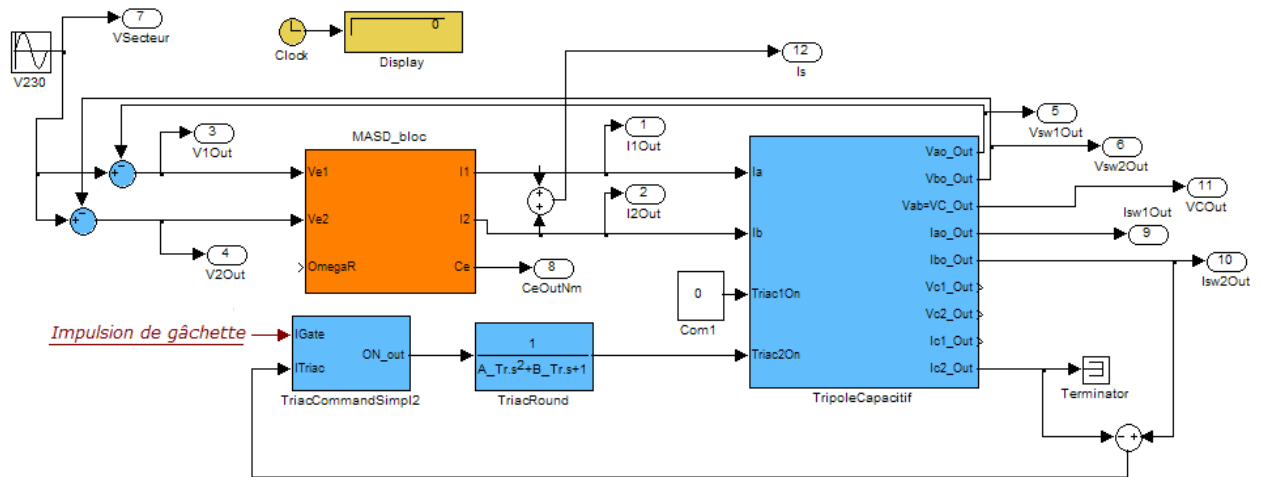 7
VSecteur
V230
Clock
0
Display
12
Is
3
V1Out
MASD_bloc
1
I1Out
5
Vsw1Out
6
Vsw2Out
Ve1
I1
Ve2
I2
OmegaR
Ce
+
−
+
−
+
+
2
I2Out
4
V2Out
8
CeOutNm
Ia
Ib
Triac1On
Triac2On
Vao_Out
Vbo_Out
Vab=VC_Out
Iao_Out
Ibo_Out
Vc1_Out
Vc2_Out
Ic1_Out
Ic2_Out
TripoleCapacitif
11
VCOut
Isw1Out
9
10
Isw2Out
0
Com1
Impulsion de gâchette
IGate
ON_out
ITriac
TriacCommandSimpl2
1
A_Tr.s²+B_Tr.s+1
TriacRound
Terminator
− +